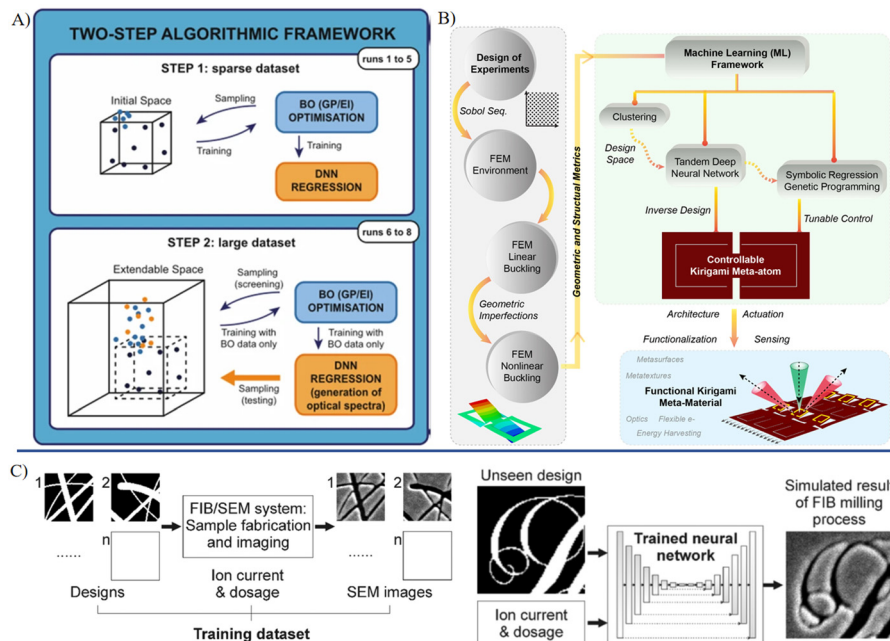 A)
TWO-STEP ALGORITHMIC FRAMEWORK
runs 1 to 5
STEP 1: sparse dataset
Initial Space
Sampling
Training
BO (GP/EI)
OPTIMISATION
Training
DNN
REGRESSION
runs 6 to 8
STEP 2: large dataset
Extendable Space
Sampling
(screening)
Training with
BO data only
BO (GP/EI)
OPTIMISATION
Training with
BO data only
DNN
REGRESSION
(generation of
optical spectra)
Sampling
(testing)
B)
Design of
Experiments
Sobol Seq.
FEM
Environment
FEM
Linear
Buckling
Geometric
Imperfections
FEM
Nonlinear
Buckling
Geometric and Structural Metrics
Machine Learning (ML)
Framework
Clustering
Design
Space
Tandem Deep
Neural Network
Symbolic Regression
Genetic Programming
Inverse Design
Tunable Control
Controllable
Kirigami Meta-atom
Architecture
Actuation
Functionalization
Sensing
Metasurfaces
Metatextures
Functional Kirigami
Meta-Material
Optics
Flexible e-
Energy Harvesting
C)
1
2
n
......
Designs
FIB/SEM system:
Sample fabrication
and imaging
Ion current
& dosage
1
2
n
......
SEM images
Training dataset
Unseen design
Ion current
& dosage
Trained neural
network
Simulated result
of FIB milling
process